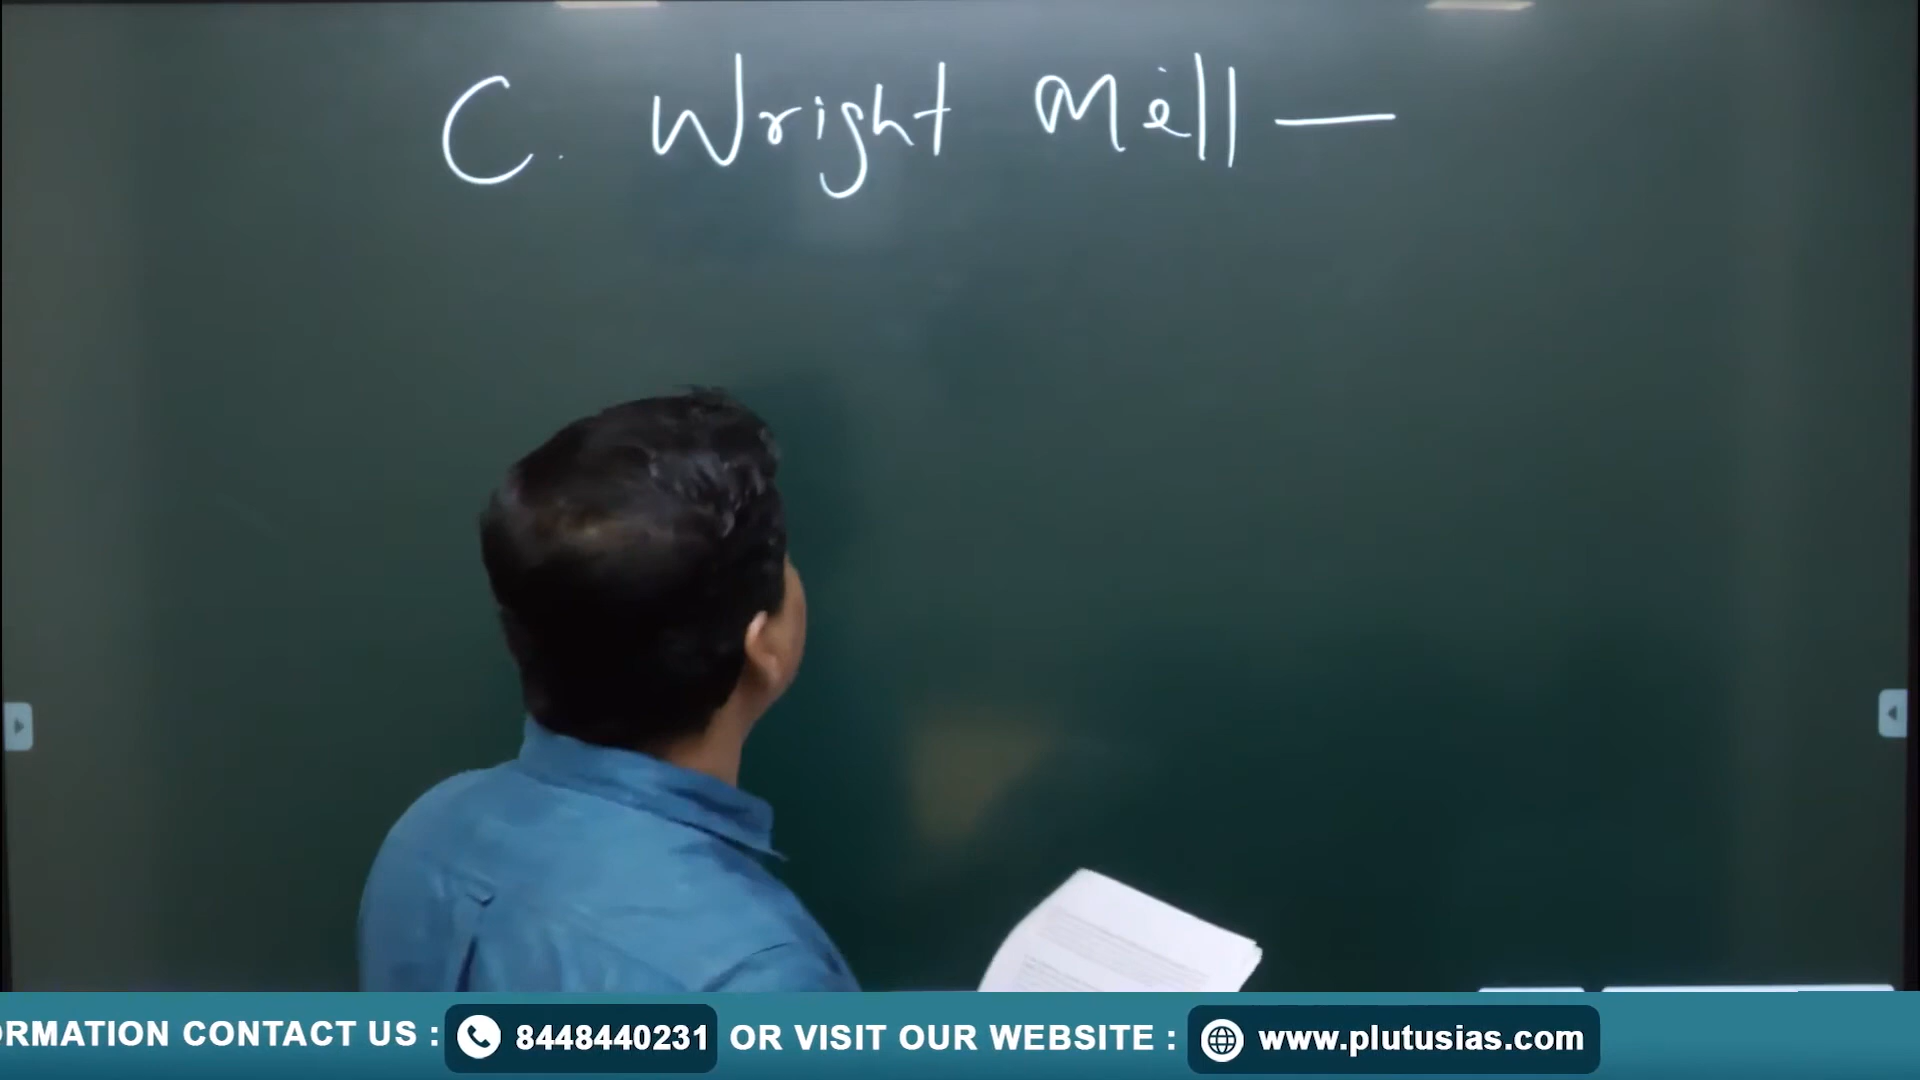 C. Wright Mill —
ORMATION CONTACT US : 8448440231 OR VISIT OUR WEBSITE : www.plutusias.com